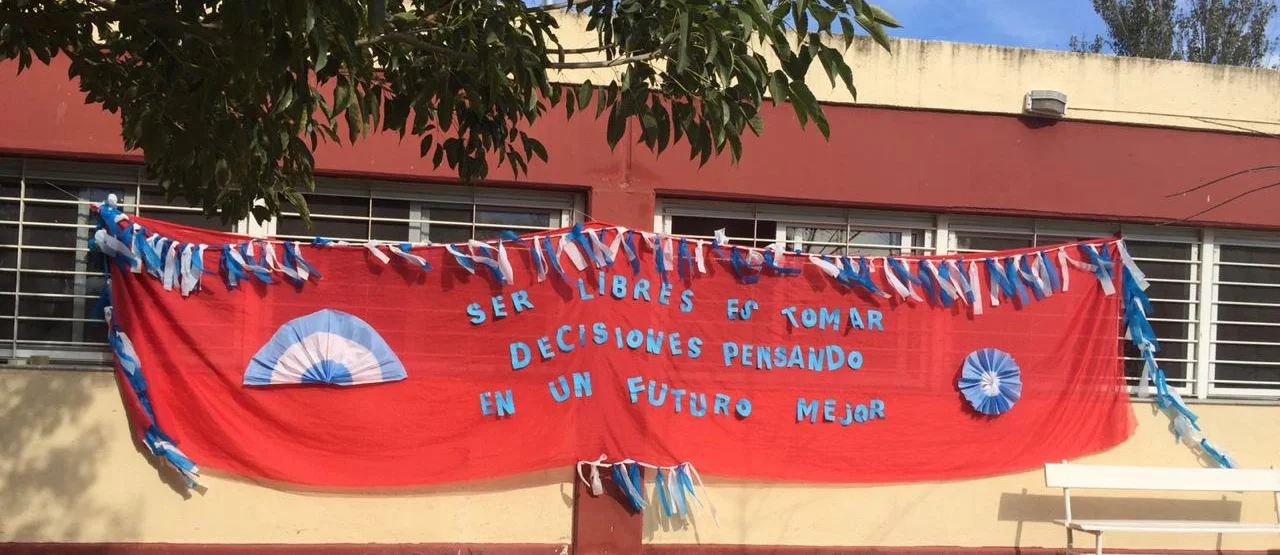 SER LIBRES ES TOMAR
DECISIONES PENSANDO
EN UN FUTURO MEJOR